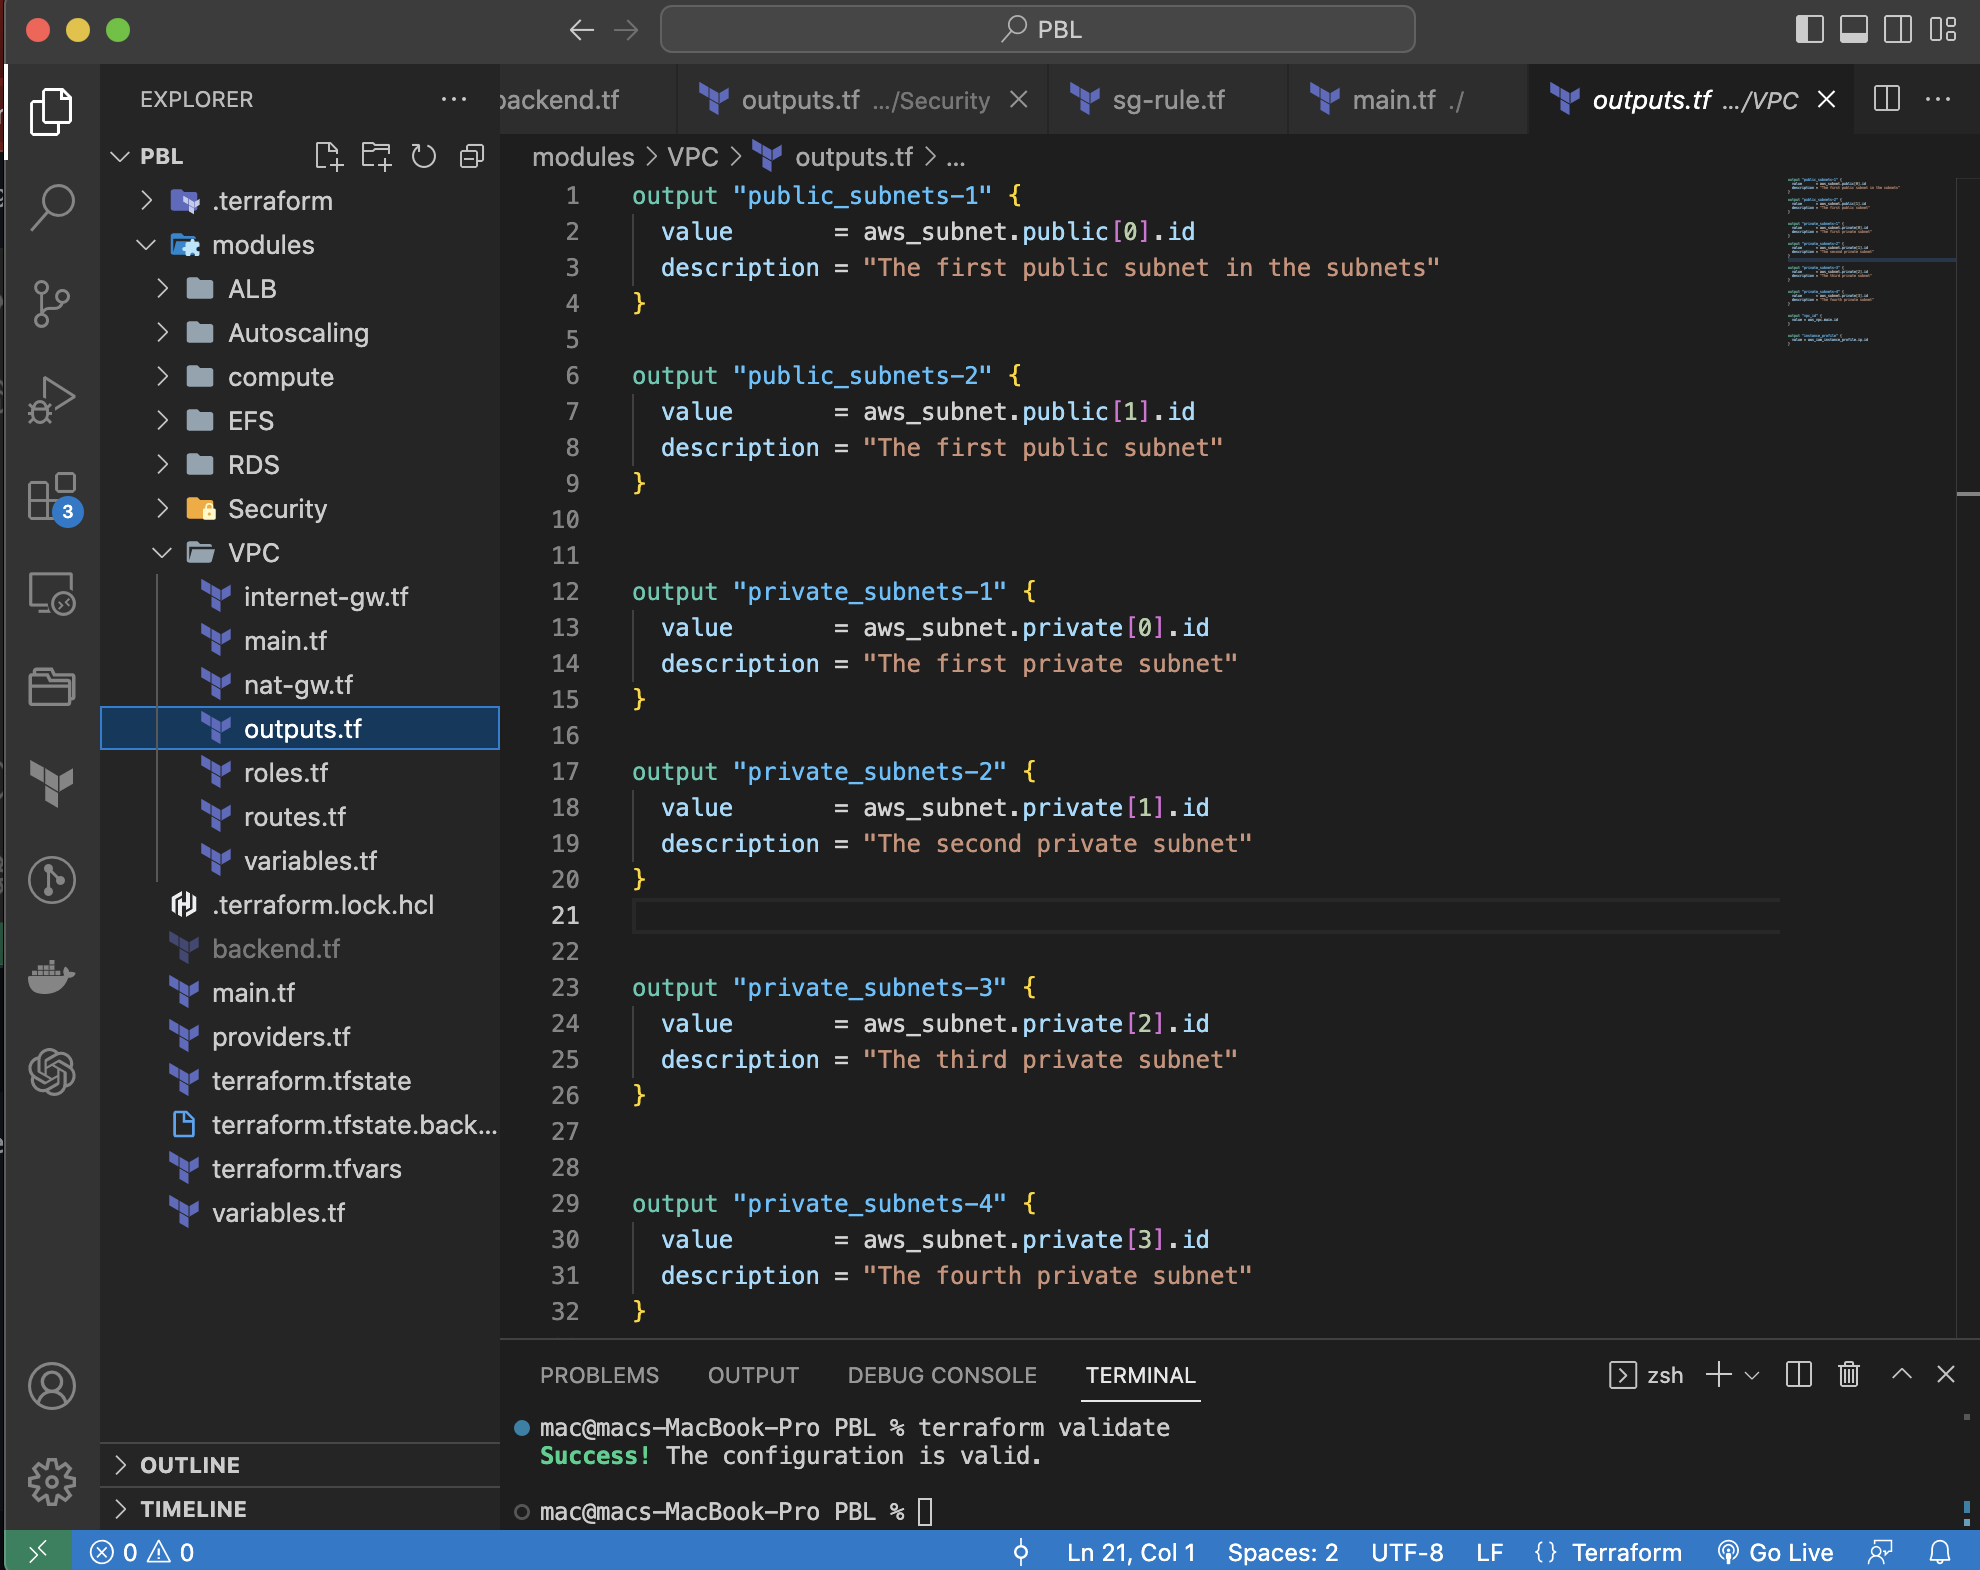 PBL
EXPLORER
PBL
.terraform
modules
ALB
Autoscaling
compute
EFS
RDS
Security
VPC
internet-gw.tf
main.tf
nat-gw.tf
outputs.tf
roles.tf
routes.tf
variables.tf
.terraform.lock.hcl
backend.tf
main.tf
providers.tf
terraform.tfstate
terraform.tfstate.back...
terraform.tfvars
variables.tf
OUTLINE
TIMELINE
3
backend.tf
outputs.tf .../Security
sg-rule.tf
main.tf ./
outputs.tf .../VPC
modules > VPC > outputs.tf > ...
1 output "public_subnets-1" {
2 value = aws_subnet.public[0].id
3 description = "The first public subnet in the subnets"
4 }
5
6 output "public_subnets-2" {
7 value = aws_subnet.public[1].id
8 description = "The first public subnet"
9 }
10
11
12 output "private_subnets-1" {
13 value = aws_subnet.private[0].id
14 description = "The first private subnet"
15 }
16
17 output "private_subnets-2" {
18 value = aws_subnet.private[1].id
19 description = "The second private subnet"
20 }
21
22
23 output "private_subnets-3" {
24 value = aws_subnet.private[2].id
25 description = "The third private subnet"
26 }
27
28
29 output "private_subnets-4" {
30 value = aws_subnet.private[3].id
31 description = "The fourth private subnet"
32 }
PROBLEMS OUTPUT DEBUG CONSOLE TERMINAL
zsh
mac@macs-MacBook-Pro PBL % terraform validate
Success! The configuration is valid.
mac@macs-MacBook-Pro PBL %
0 0 Ln 21, Col 1 Spaces: 2 UTF-8 LF {} Terraform Go Live